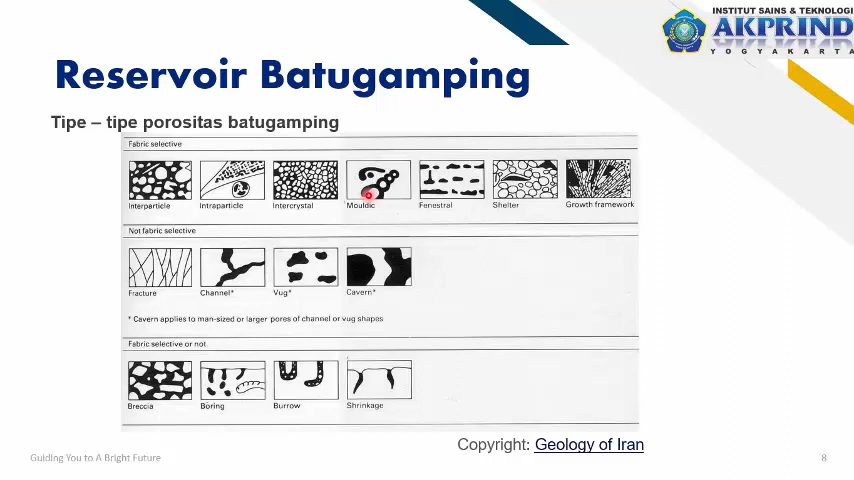 INSTITUT SAINS & TEKNOLOGI
AKPRIND
YOGYAKARTA
Reservoir Batugamping
Tipe – tipe porositas batugamping
Fabric selective
Interparticle Intraparticle Intercrystal Mouldic Fenestral Shelter Growth framework
Not fabric selective
Fracture Channel* Vug* Cavern*
* Cavern applies to man-sized or larger pores of channel or vug shapes
Fabric selective or not
Breccia Boring Burrow Shrinkage
Copyright: Geology of Iran
Guiding You to A Bright Future
8